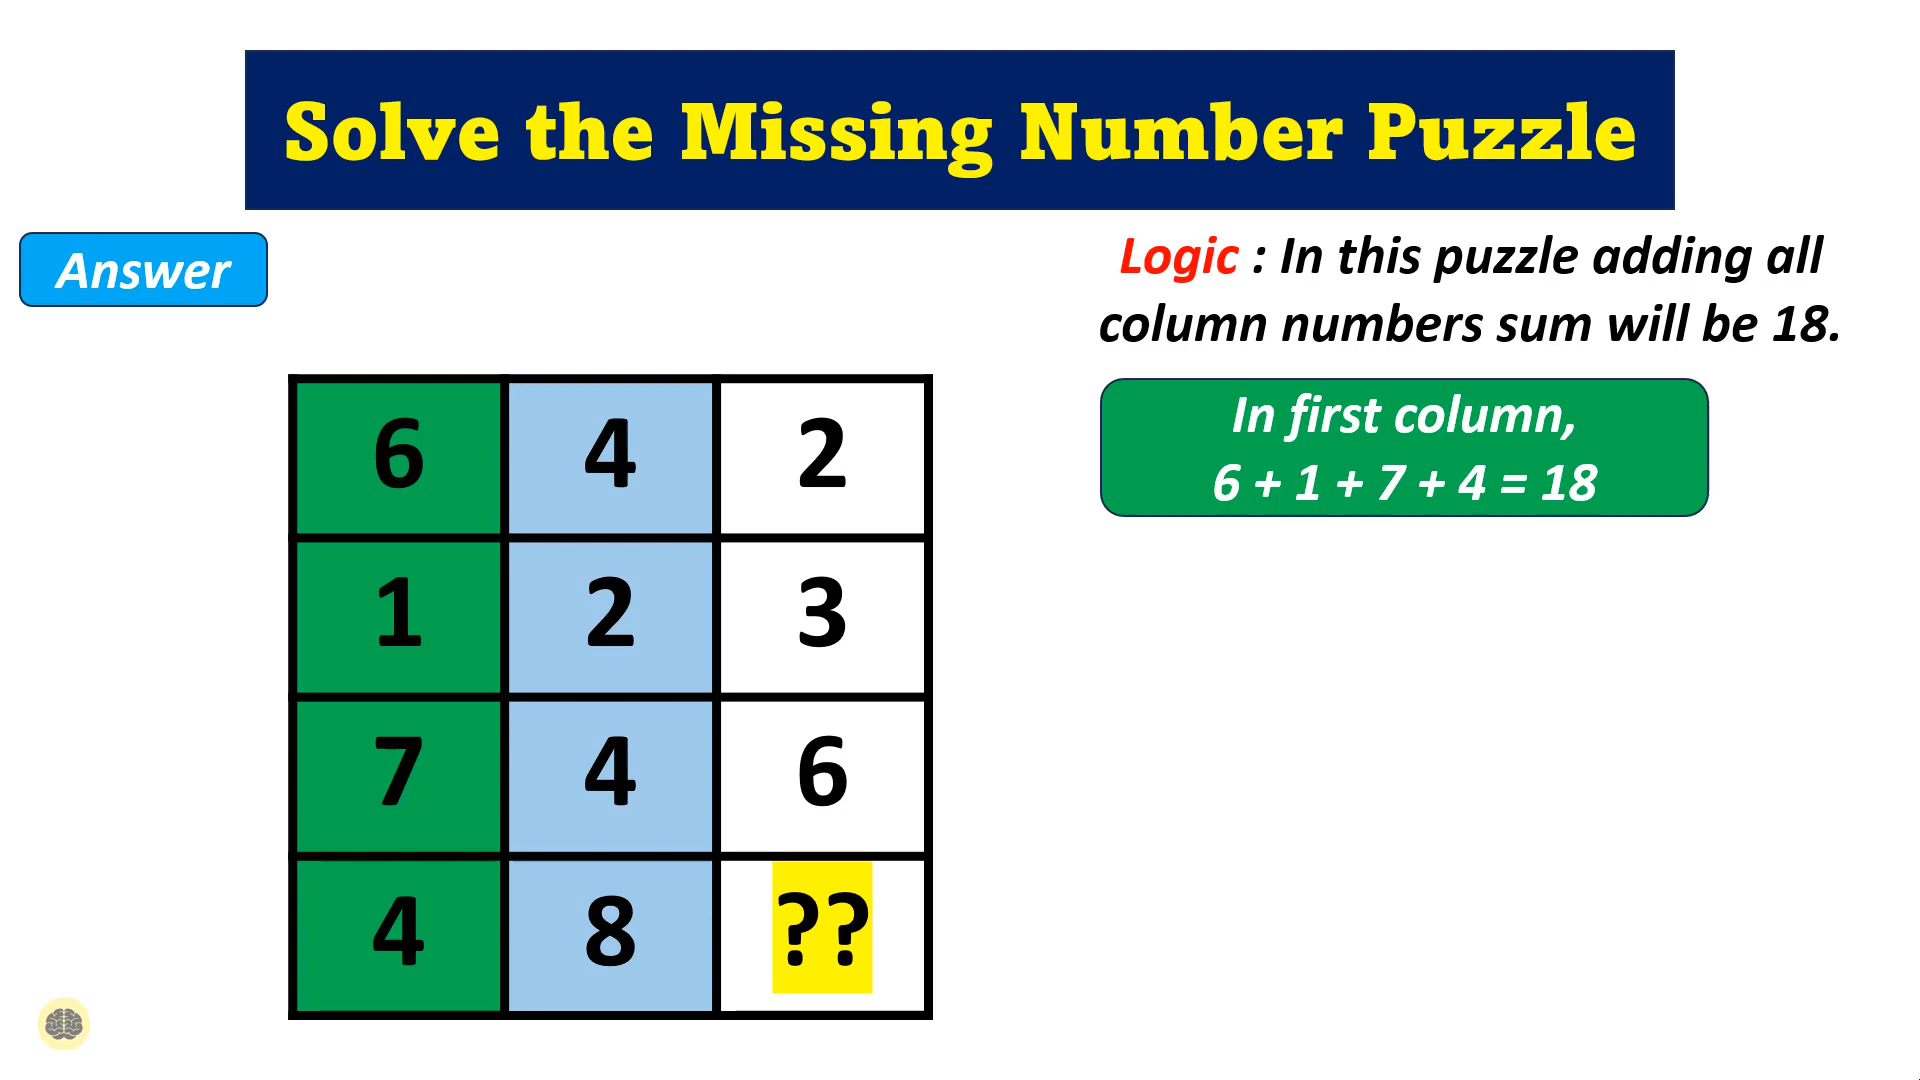 Solve the Missing Number Puzzle
Answer
Logic : In this puzzle adding all
column numbers sum will be 18.
In first column,
6 + 1 + 7 + 4 = 18
6 4 2
1 2 3
7 4 6
4 8 ??